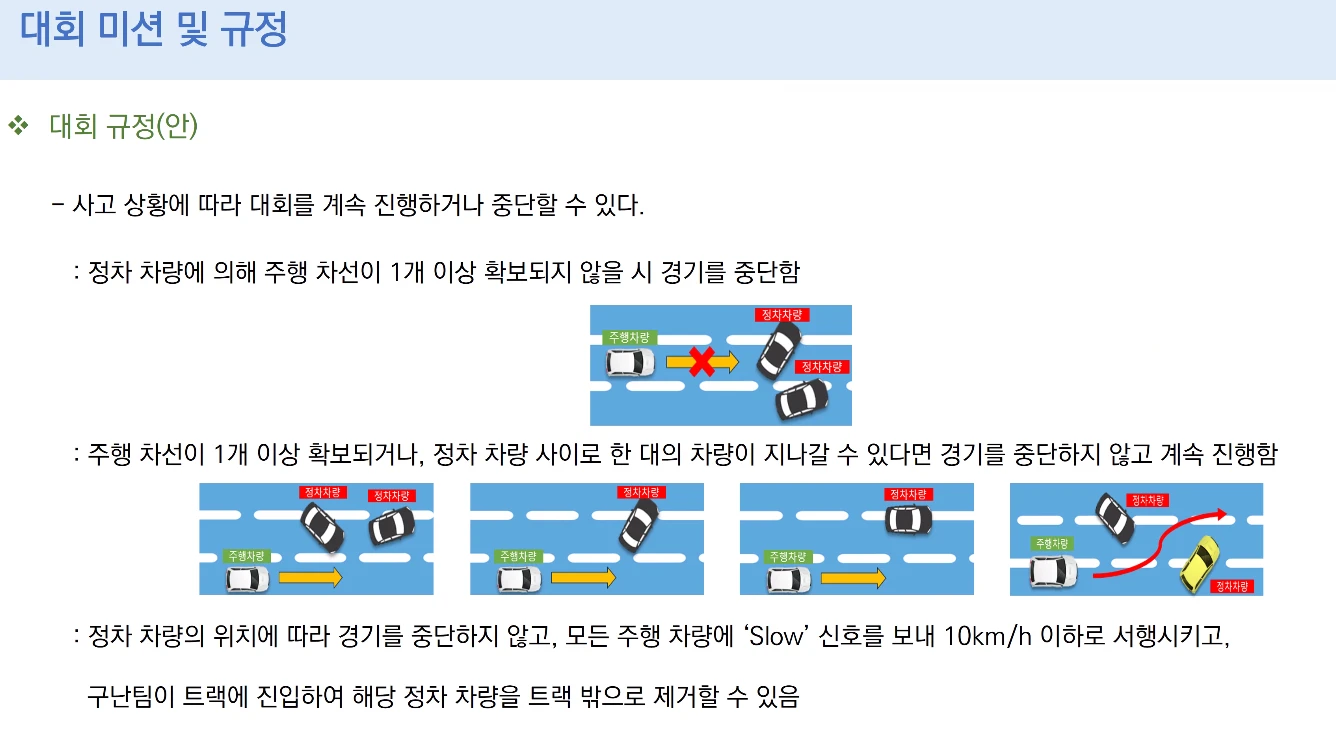 대회 미션 및 규정
❖ 대회 규정(안)
– 사고 상황에 따라 대회를 계속 진행하거나 중단할 수 있다.
: 정차 차량에 의해 주행 차선이 1개 이상 확보되지 않을 시 경기를 중단함
정차차량
주행차량
정차차량
: 주행 차선이 1개 이상 확보되거나, 정차 차량 사이로 한 대의 차량이 지나갈 수 있다면 경기를 중단하지 않고 계속 진행함
정차차량 정차차량
주행차량
정차차량
주행차량
정차차량
주행차량
정차차량
주행차량
정차차량
: 정차 차량의 위치에 따라 경기를 중단하지 않고, 모든 주행 차량에 ‘Slow’ 신호를 보내 10km/h 이하로 서행시키고,
구난팀이 트랙에 진입하여 해당 정차 차량을 트랙 밖으로 제거할 수 있음